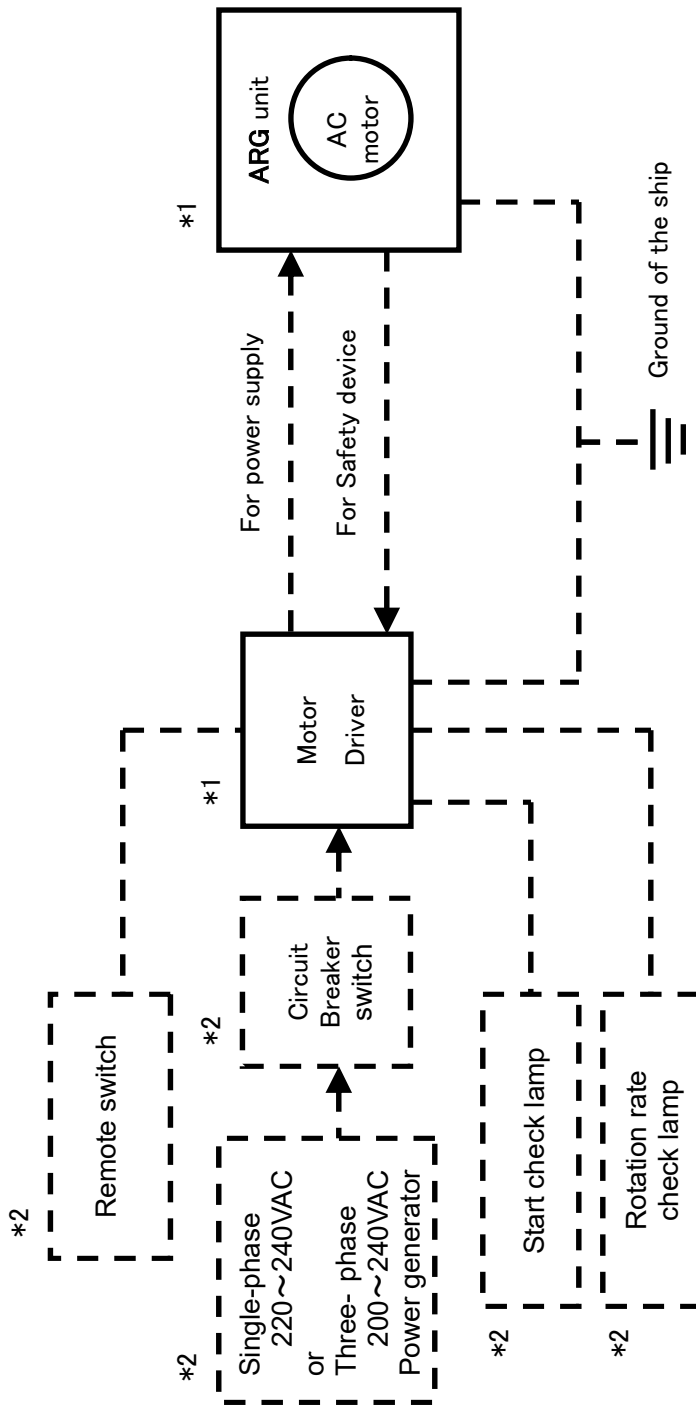 *2
Remote switch
*2
Single-phase
220～240VAC
or
Three- phase
200～240VAC
Power generator
*2
Circuit
Breaker
switch
*1
Motor
Driver
For power supply
For Safety device
*1
ARG unit
AC
motor
*2
Start check lamp
*2
Rotation rate
check lamp
Ground of the ship